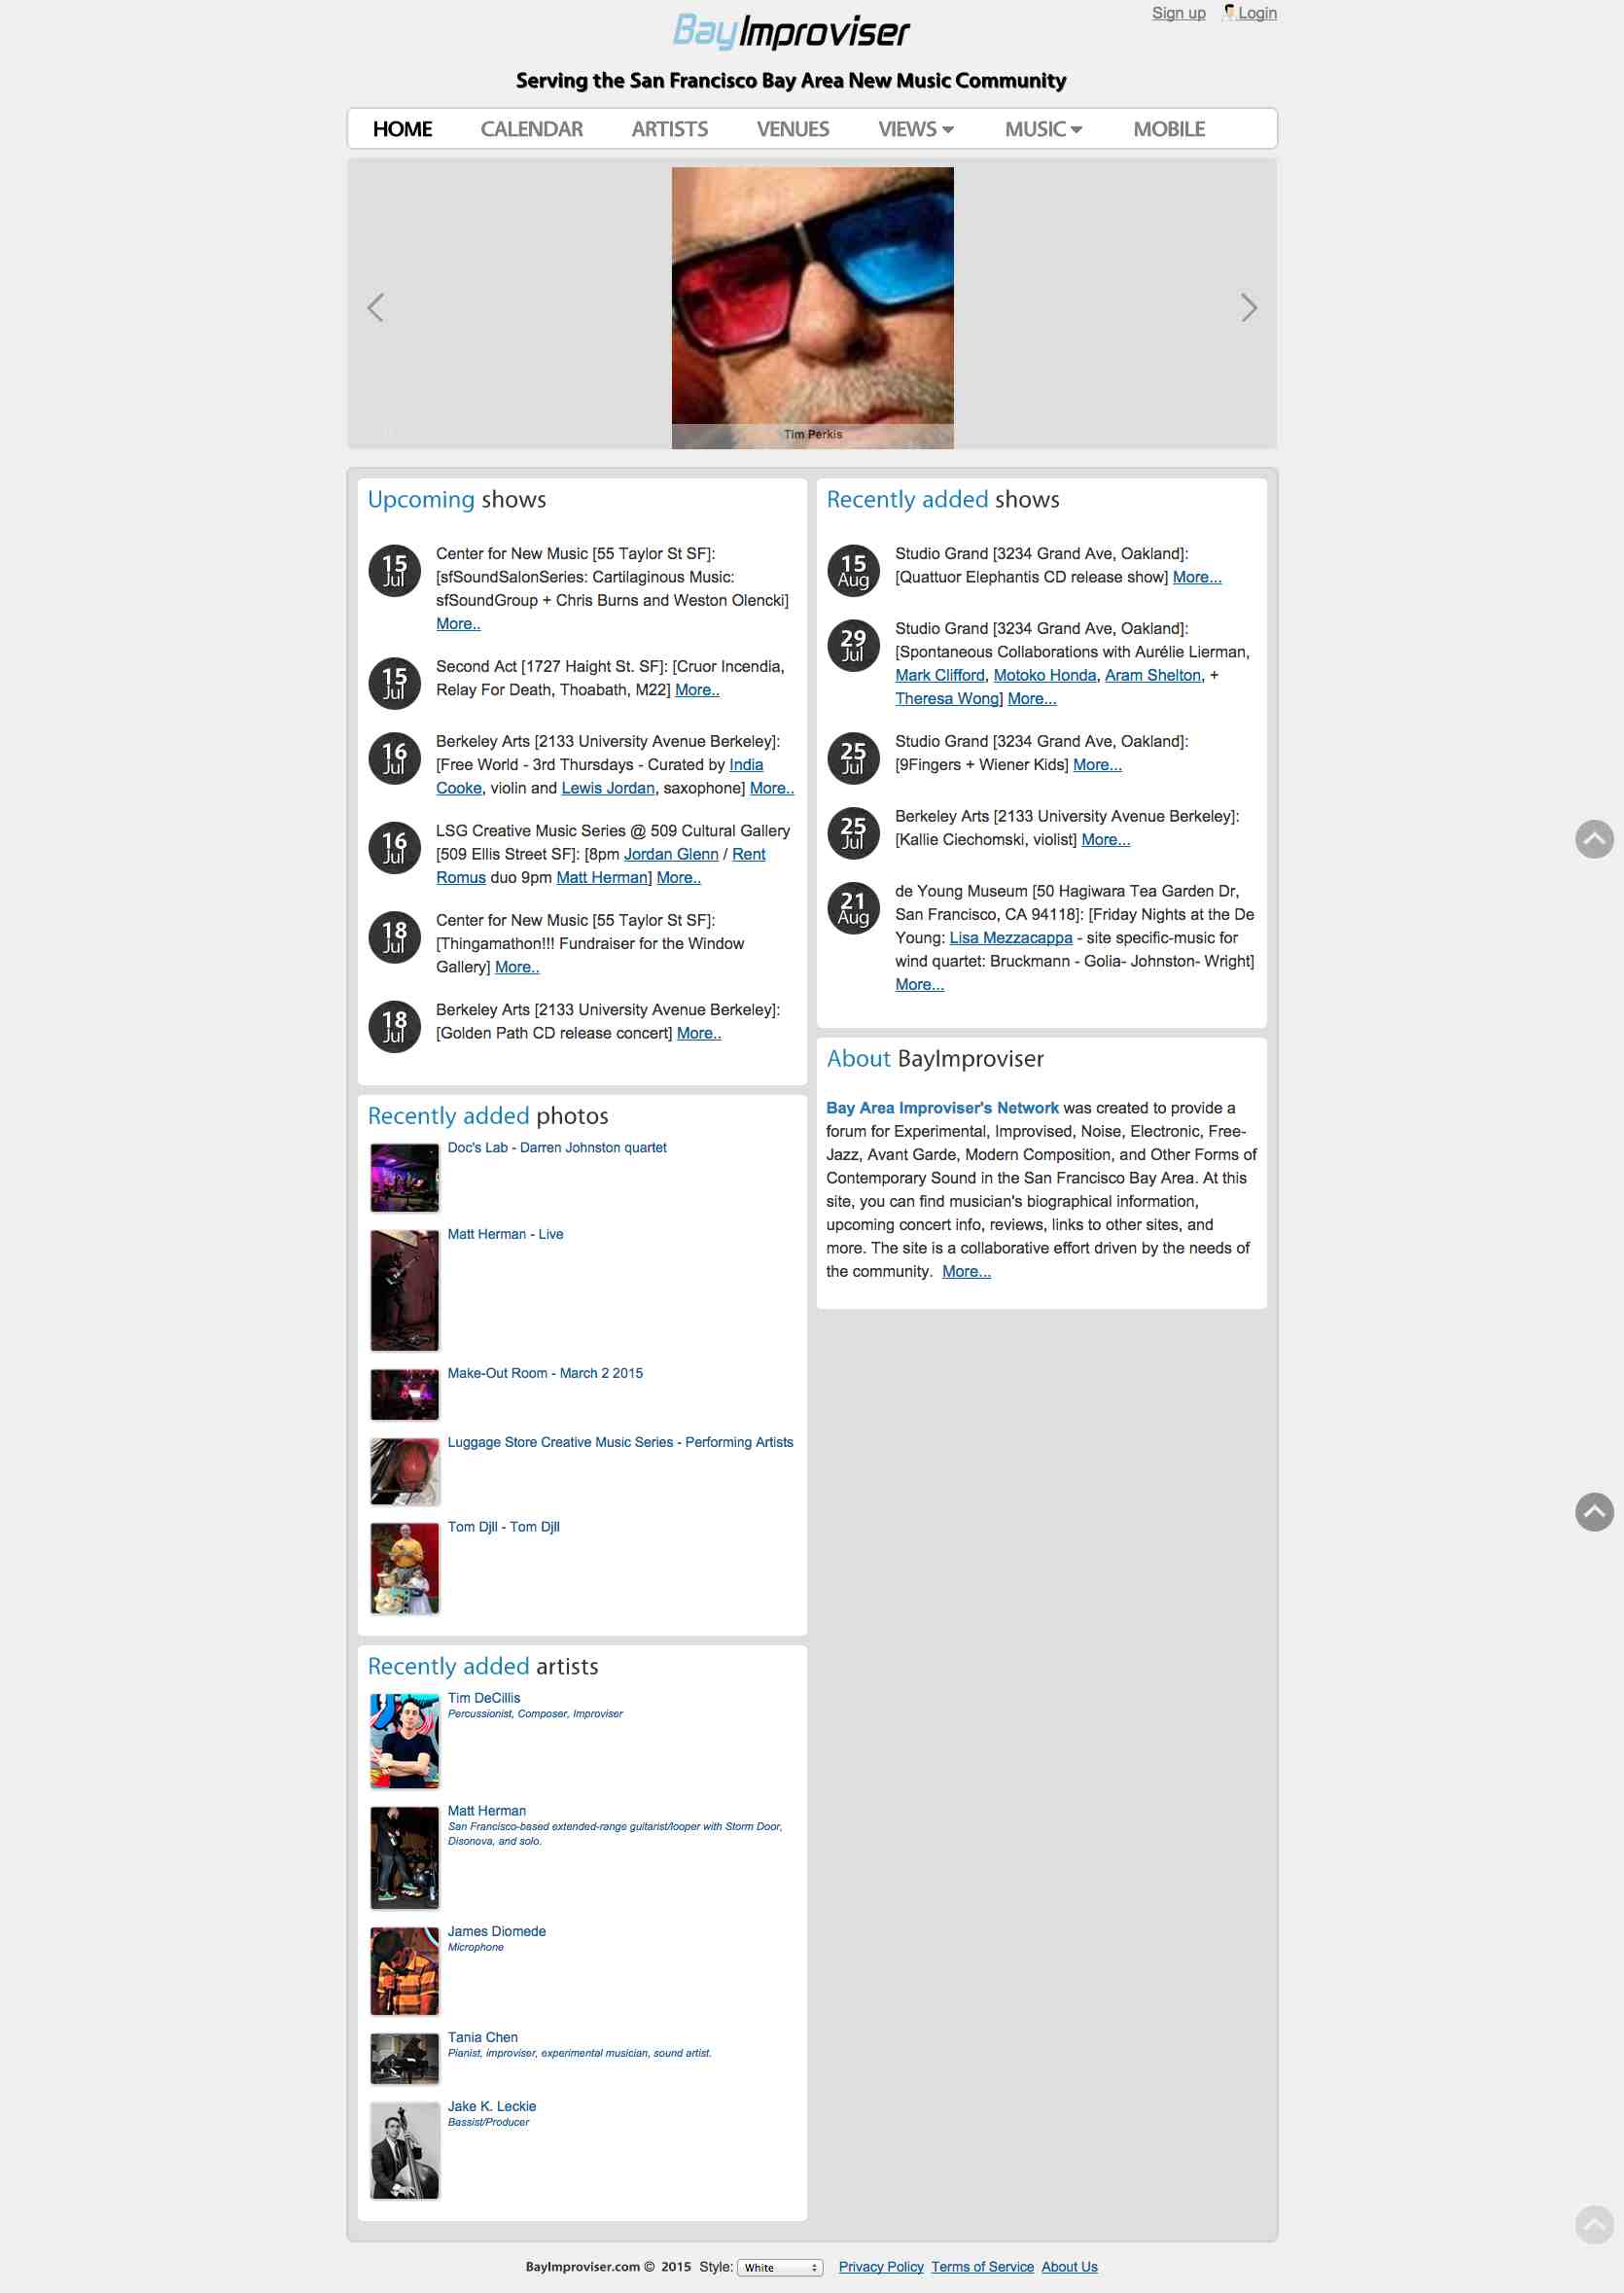 Sign up Login
BayImproviser
Serving the San Francisco Bay Area New Music Community
HOME CALENDAR ARTISTS VENUES VIEWS MUSIC MOBILE
Tim Perkis
Upcoming shows
15
Jul
Center for New Music [55 Taylor St SF]:
[sfSoundSalonSeries: Cartilaginous Music:
sfSoundGroup + Chris Burns and Weston Olencki]
More..
15
Jul
Second Act [1727 Haight St. SF]: [Cruor Incendia,
Relay For Death, Thoabath, M22] More..
16
Jul
Berkeley Arts [2133 University Avenue Berkeley]:
[Free World - 3rd Thursdays - Curated by India
Cooke, violin and Lewis Jordan, saxophone] More..
16
Jul
LSG Creative Music Series @ 509 Cultural Gallery
[509 Ellis Street SF]: [8pm Jordan Glenn / Rent
Romus duo 9pm Matt Herman] More..
18
Jul
Center for New Music [55 Taylor St SF]:
[Thingamathon!!! Fundraiser for the Window
Gallery] More..
18
Jul
Berkeley Arts [2133 University Avenue Berkeley]:
[Golden Path CD release concert] More..
Recently added photos
Doc's Lab - Darren Johnston quartet
Matt Herman - Live
Make-Out Room - March 2 2015
Luggage Store Creative Music Series - Performing Artists
Tom Djll - Tom Djll
Recently added artists
Tim DeCillis
Percussionist, Composer, Improviser
Matt Herman
San Francisco-based extended-range guitarist/looper with Storm Door,
Disonova, and solo.
James Diomede
Microphone
Tania Chen
Pianist, improviser, experimental musician, sound artist.
Jake K. Leckie
Bassist/Producer
Recently added shows
15
Aug
Studio Grand [3234 Grand Ave, Oakland]:
[Quattuor Elephantis CD release show] More...
29
Jul
Studio Grand [3234 Grand Ave, Oakland]:
[Spontaneous Collaborations with Aurélie Lierman,
Mark Clifford, Motoko Honda, Aram Shelton, +
Theresa Wong] More...
25
Jul
Studio Grand [3234 Grand Ave, Oakland]:
[9Fingers + Wiener Kids] More...
25
Jul
Berkeley Arts [2133 University Avenue Berkeley]:
[Kallie Ciechomski, violist] More...
21
Aug
de Young Museum [50 Hagiwara Tea Garden Dr,
San Francisco, CA 94118]: [Friday Nights at the De
Young: Lisa Mezzacappa - site specific-music for
wind quartet: Bruckmann - Golia- Johnston- Wright]
More...
About BayImproviser
Bay Area Improviser's Network was created to provide a
forum for Experimental, Improvised, Noise, Electronic, Free-
Jazz, Avant Garde, Modern Composition, and Other Forms of
Contemporary Sound in the San Francisco Bay Area. At this
site, you can find musician's biographical information,
upcoming concert info, reviews, links to other sites, and
more. The site is a collaborative effort driven by the needs of
the community. More...
BayImproviser.com © 2015 Style: White Privacy Policy Terms of Service About Us